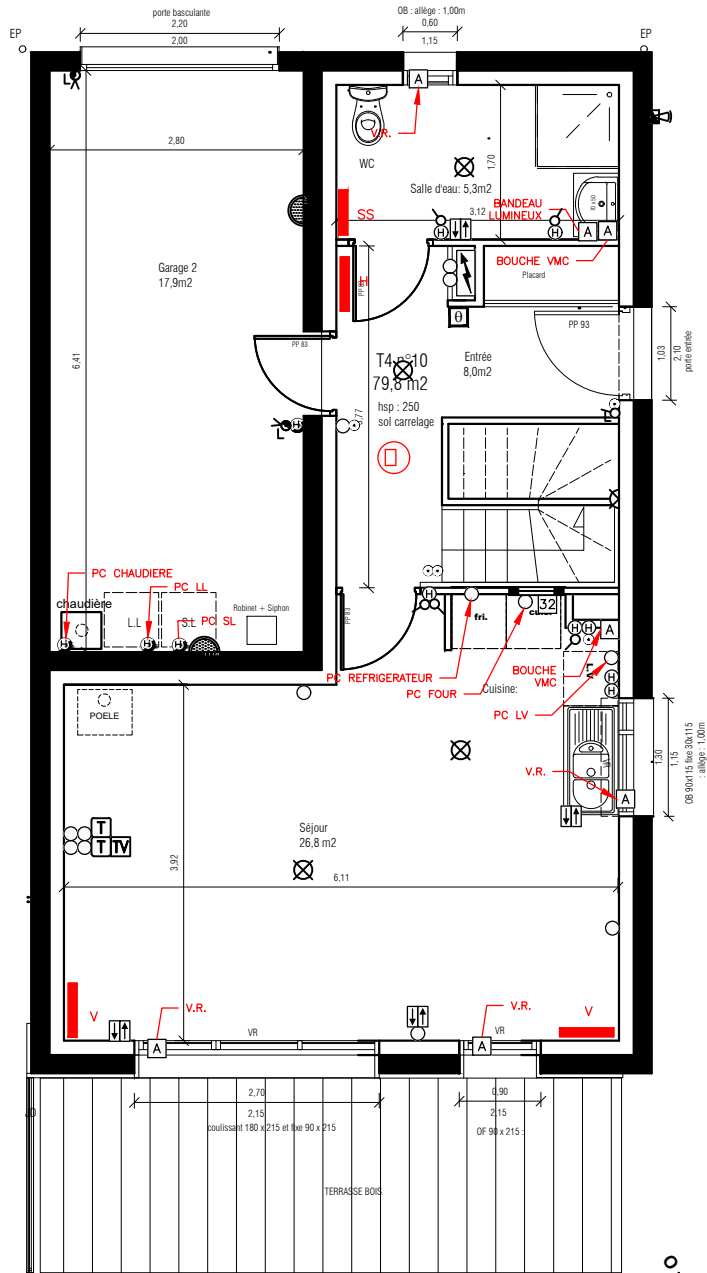 porte basculante
2,20
2,00
EP
OB : allège : 1,00m
0,60
1,15
EP
L
A
V.R.
2,80
WC
1,70
Salle d'eau: 5,3m2
70 x 50
BANDEAU
LUMINEUX
SS
3,12
H
H
A
A
BOUCHE VMC
Placard
Garage 2
17,9m2
H
θ
PP 93
PP 83
1,03
2,10
porte entrée
6,41
T4 n°10
79,8 m2
Entrée
8,0m2
hsp : 250
sol carrelage
L
H
L
PC CHAUDIERE
PC LL
chaudière
L.L
S.L
PC SL
Robinet + Siphon
H
H
H
PP83
H
fri.
32
H
H
A
PC REFRIGERATEUR
PC FOUR
Cuisine:
BOUCHE
VMC
PC LV
L.V
H
H
POELE
V.R.
A
1,30
1,15
OB 90x115 fixe 30x115
: allège : 1,00m
T
T
TV
Séjour
26,8 m2
3,92
6,11
V
V.R.
V.R.
V
A
VR
A
VR
2,70
2,15
coulissant 180 x 215 et fixe 90 x 215
0,90
2,15
OF 90 x 215 :
TERRASSE BOIS